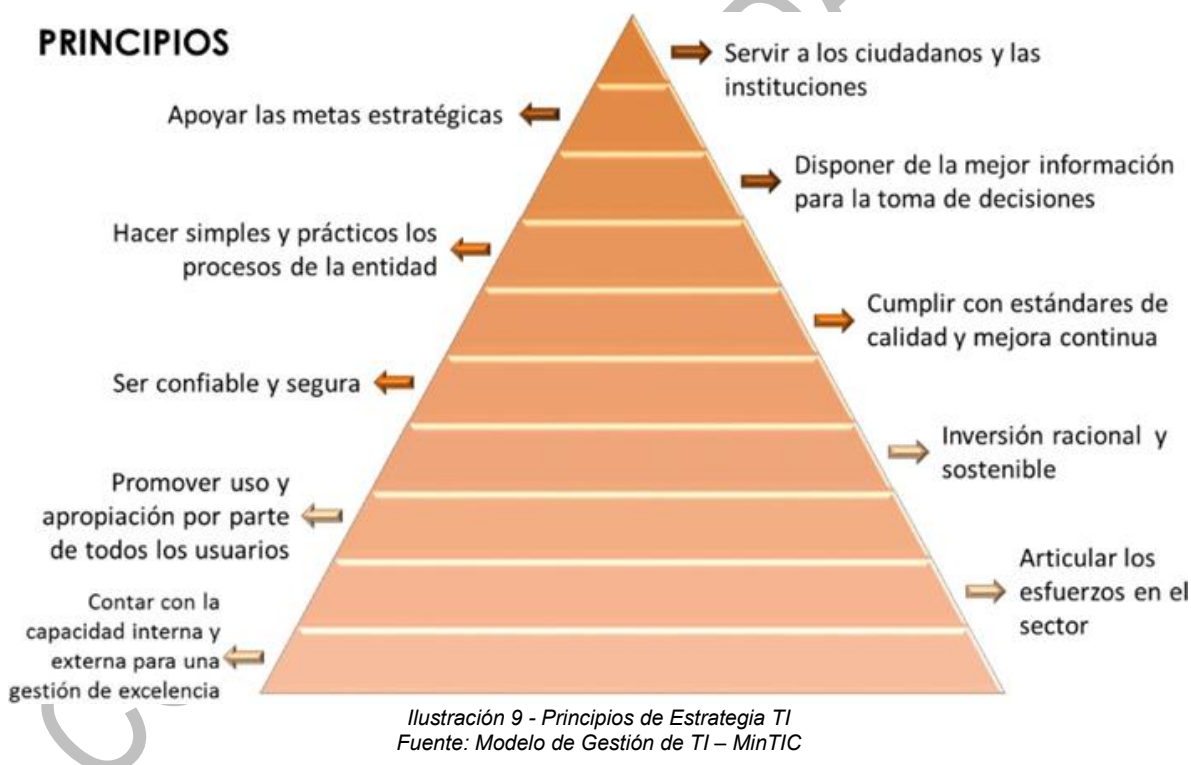 PRINCIPIOS
Servir a los ciudadanos y las
instituciones
Apoyar las metas estratégicas
Disponer de la mejor información
para la toma de decisiones
Hacer simples y prácticos los
procesos de la entidad
Cumplir con estándares de
calidad y mejora continua
Ser confiable y segura
Inversión racional y
sostenible
Promover uso y
apropiación por parte
de todos los usuarios
Articular los
esfuerzos en el
sector
Contar con la
capacidad interna y
externa para una
gestión de excelencia
Ilustración 9 - Principios de Estrategia TI
Fuente: Modelo de Gestión de TI – MinTIC